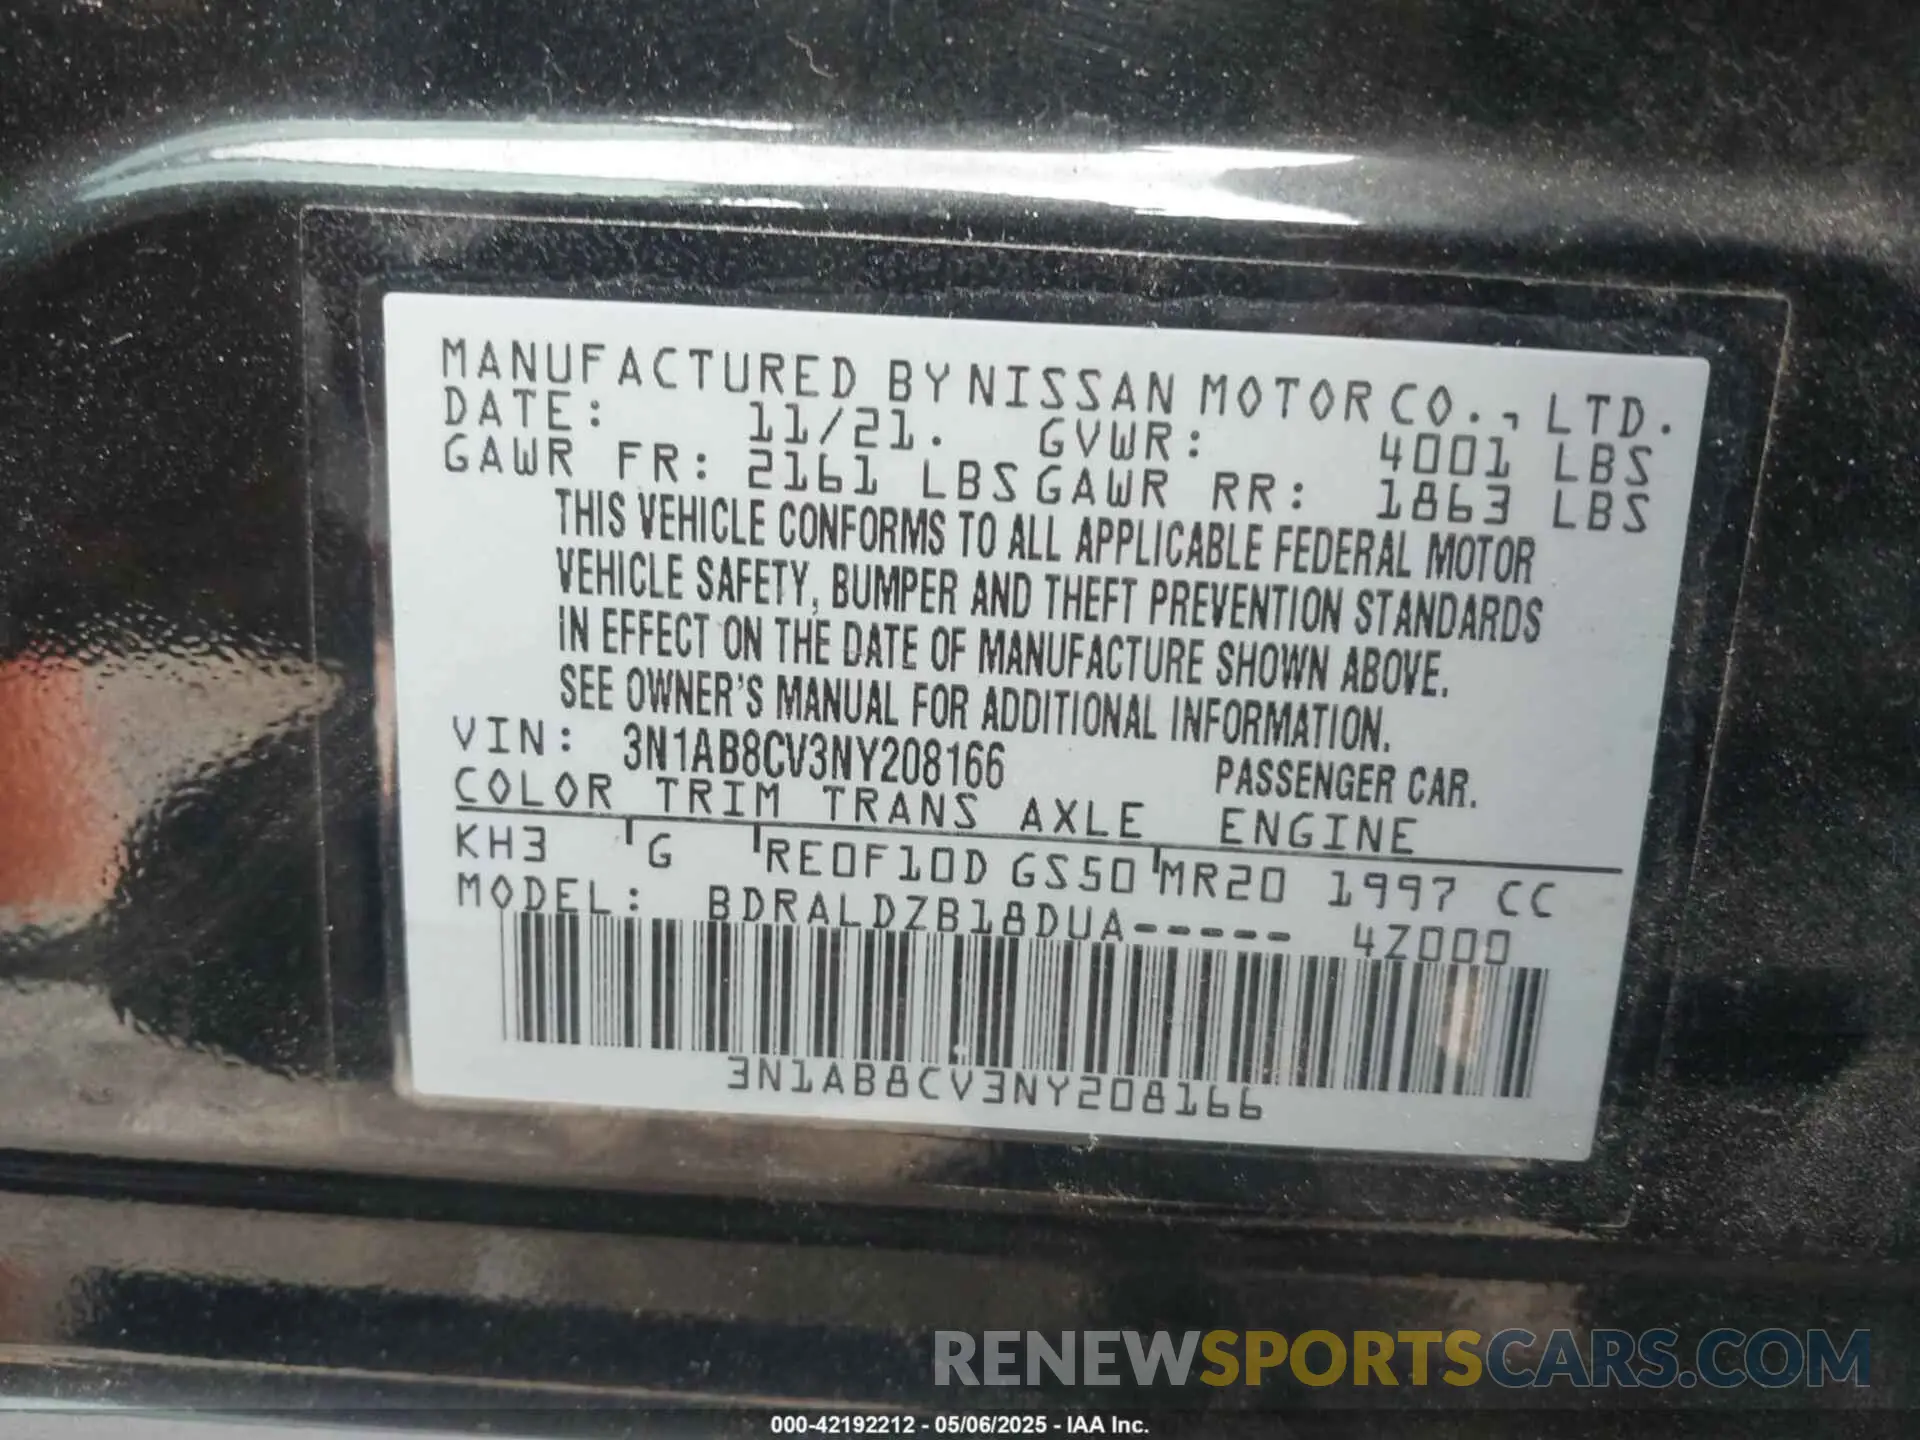 MANUFACTURED BY NISSAN MOTOR CO., LTD.
DATE: 11/21. GVWR: 4001 LBS
GAWR FR: 2161 LBS GAWR RR: 1863 LBS
THIS VEHICLE CONFORMS TO ALL APPLICABLE FEDERAL MOTOR
VEHICLE SAFETY, BUMPER AND THEFT PREVENTION STANDARDS
IN EFFECT ON THE DATE OF MANUFACTURE SHOWN ABOVE.
SEE OWNER'S MANUAL FOR ADDITIONAL INFORMATION.
VIN: 3N1AB8CV3NY208166 PASSENGER CAR.
COLOR TRIM TRANS AXLE ENGINE
KH3 G RE0F10D GS50 MR20 1997 CC
MODEL: BDRALDZB18DUA----- 4Z000
3N1AB8CV3NY208166
RENEWSPORTSCARS.COM
000-42192212 - 05/06/2025 - IAA Inc.